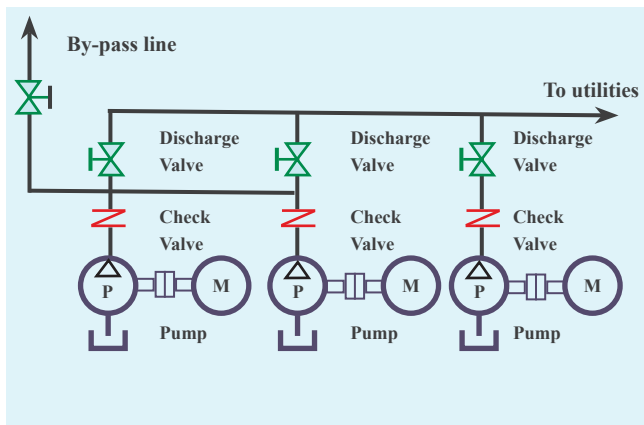 By-pass line
To utilities
Discharge
Valve
Discharge
Valve
Discharge
Valve
Check
Valve
Check
Valve
Check
Valve
P
M
P
M
P
M
Pump
Pump
Pump